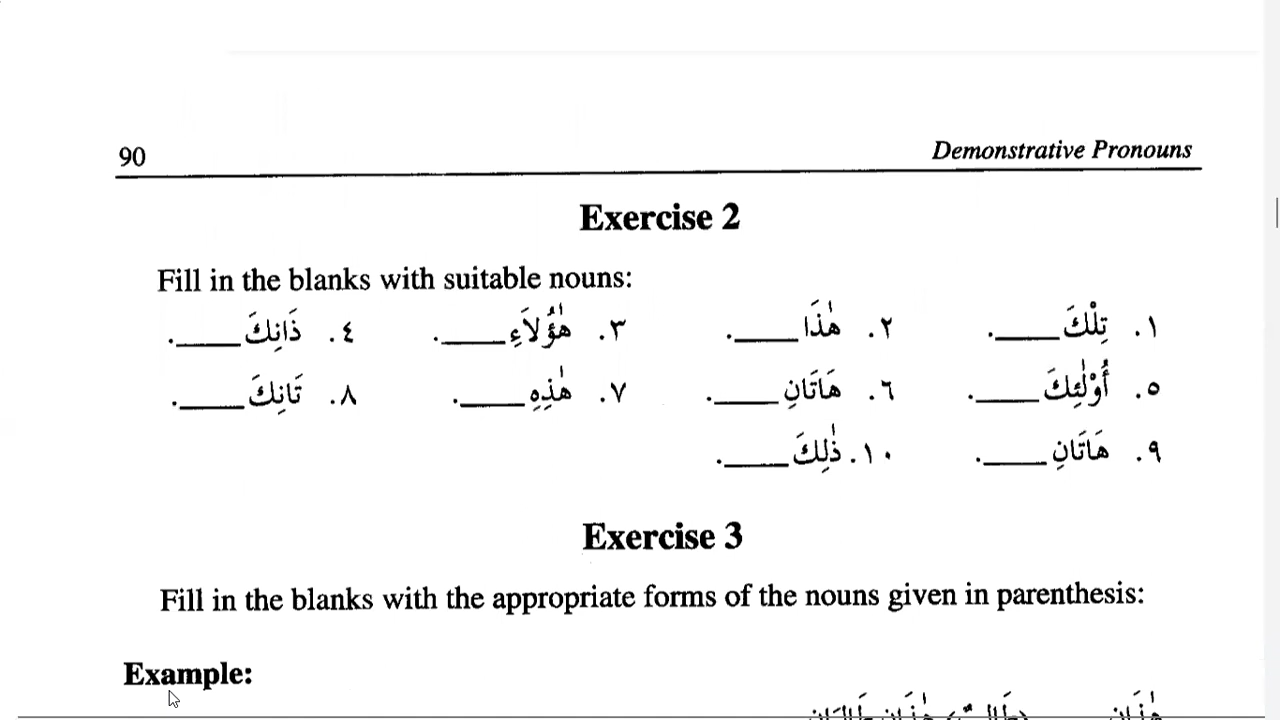 90 Demonstrative Pronouns
Exercise 2
Fill in the blanks with suitable nouns:
١. تِلْكَ ____. ٢. هٰذَا ____. ٣. هٰؤُلَاَءِ ____. ٤. ذَانِكَ ____.
٥. أُوْلٰئِكَ ____. ٦. هَاتَانِ ____. ٧. هٰذِهِ ____. ٨. تَانِكَ ____.
٩. هَاتَانِ ____. ١٠. ذٰلِكَ ____.
Exercise 3
Fill in the blanks with the appropriate forms of the nouns given in parenthesis:
Example: